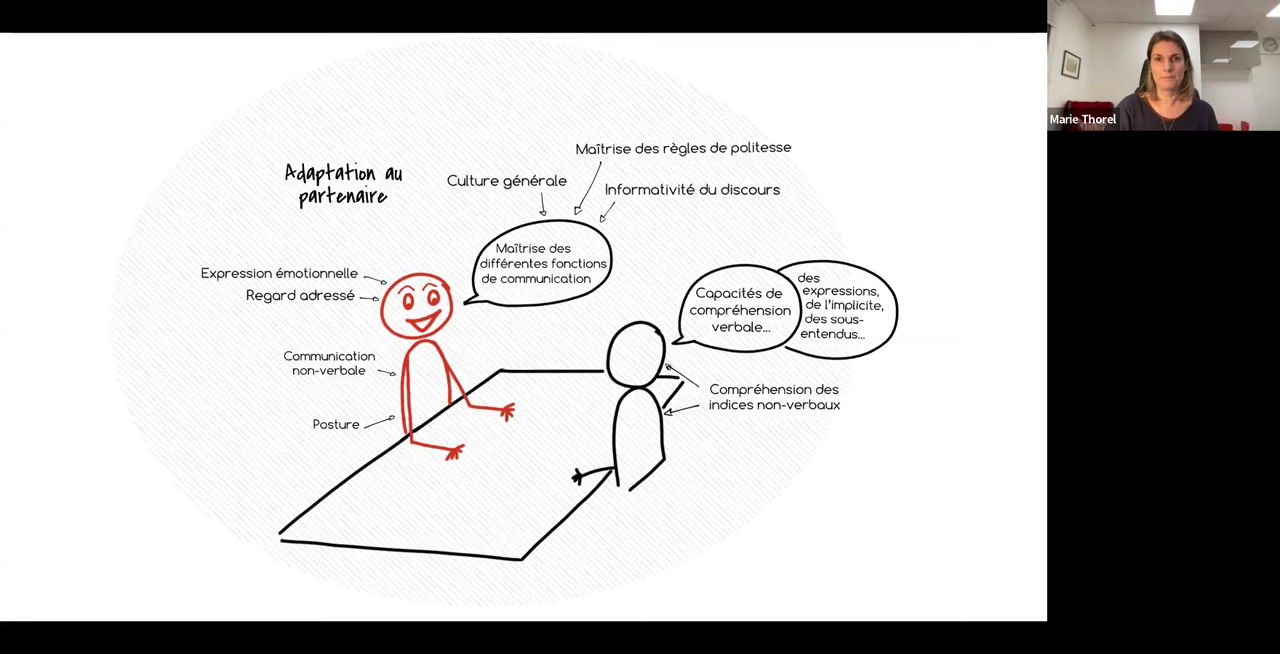 Marie Thorel
Maîtrise des règles de politesse
Adaptation au
partenaire
Culture générale
Informativité du discours
Maîtrise des
différentes fonctions
de communication
Expression émotionnelle
Regard adressé
Capacités de
compréhension
verbale...
des
expressions,
de l'implicite,
des sous-
entendus...
Communication
non-verbale
Posture
Compréhension des
indices non-verbaux